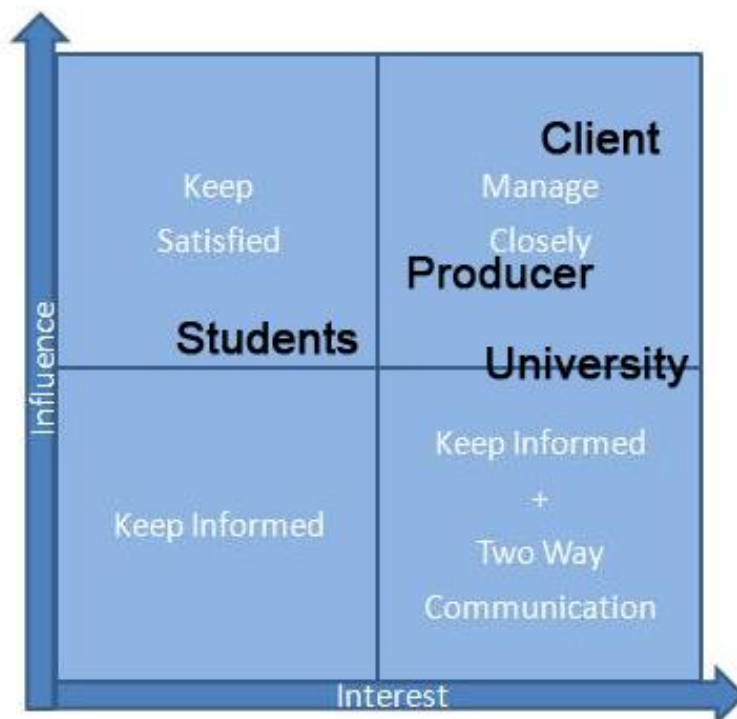 Client
Keep
Satisfied
Manage
Closely
Producer
Students
University
Influence
Keep Informed
Keep Informed
+
Two Way
Communication
Interest